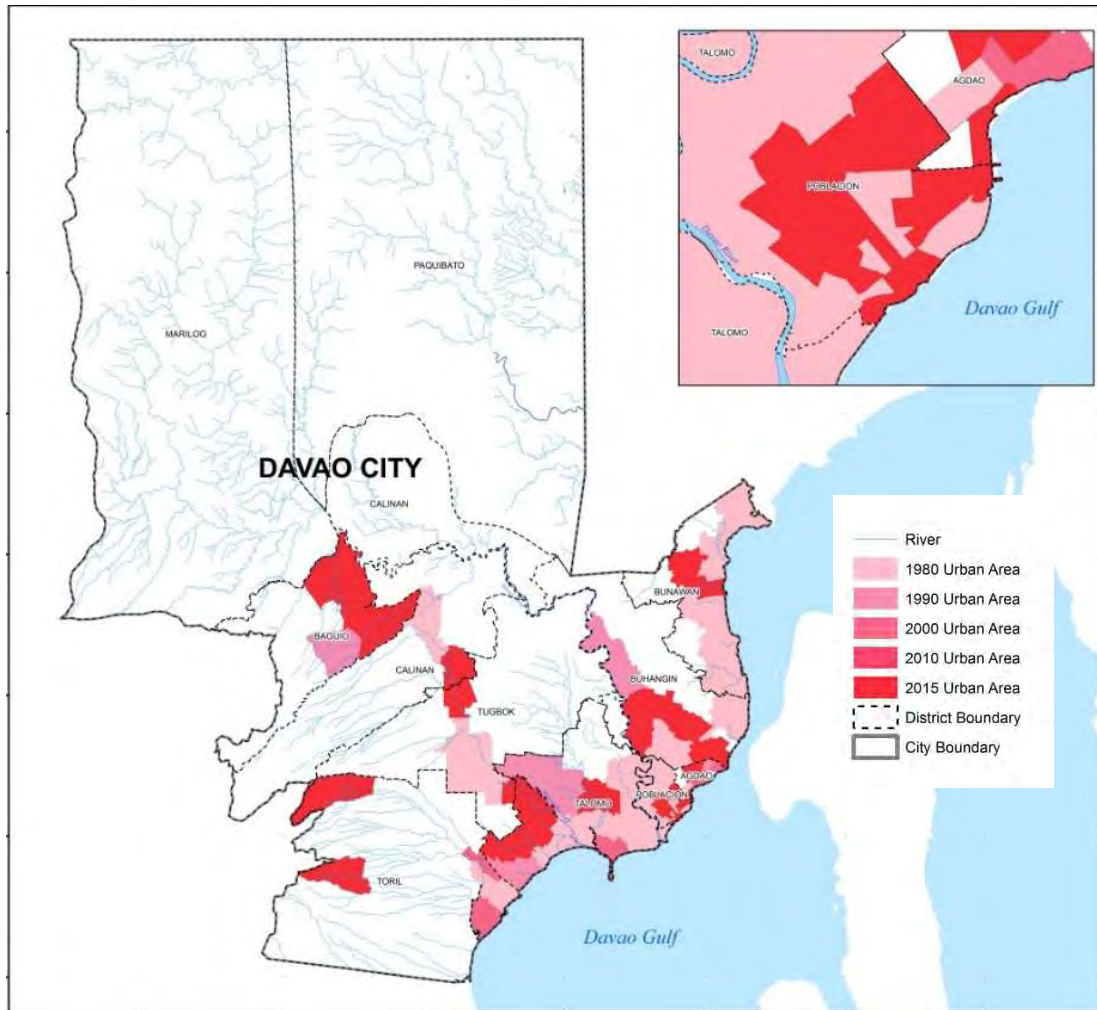 TALOMO
AGDAO
POBLACION
Davao River
TALOMO
Davao Gulf
PAQUIBATO
MARILOG
DAVAO CITY
CALINAN
River
1980 Urban Area
1990 Urban Area
2000 Urban Area
2010 Urban Area
2015 Urban Area
District Boundary
City Boundary
BUNAWAN
BAGUIO
CALINAN
BUHANGIN
TUGBOK
AGDAO
POBLACION
TALOMO
TORIL
Davao Gulf